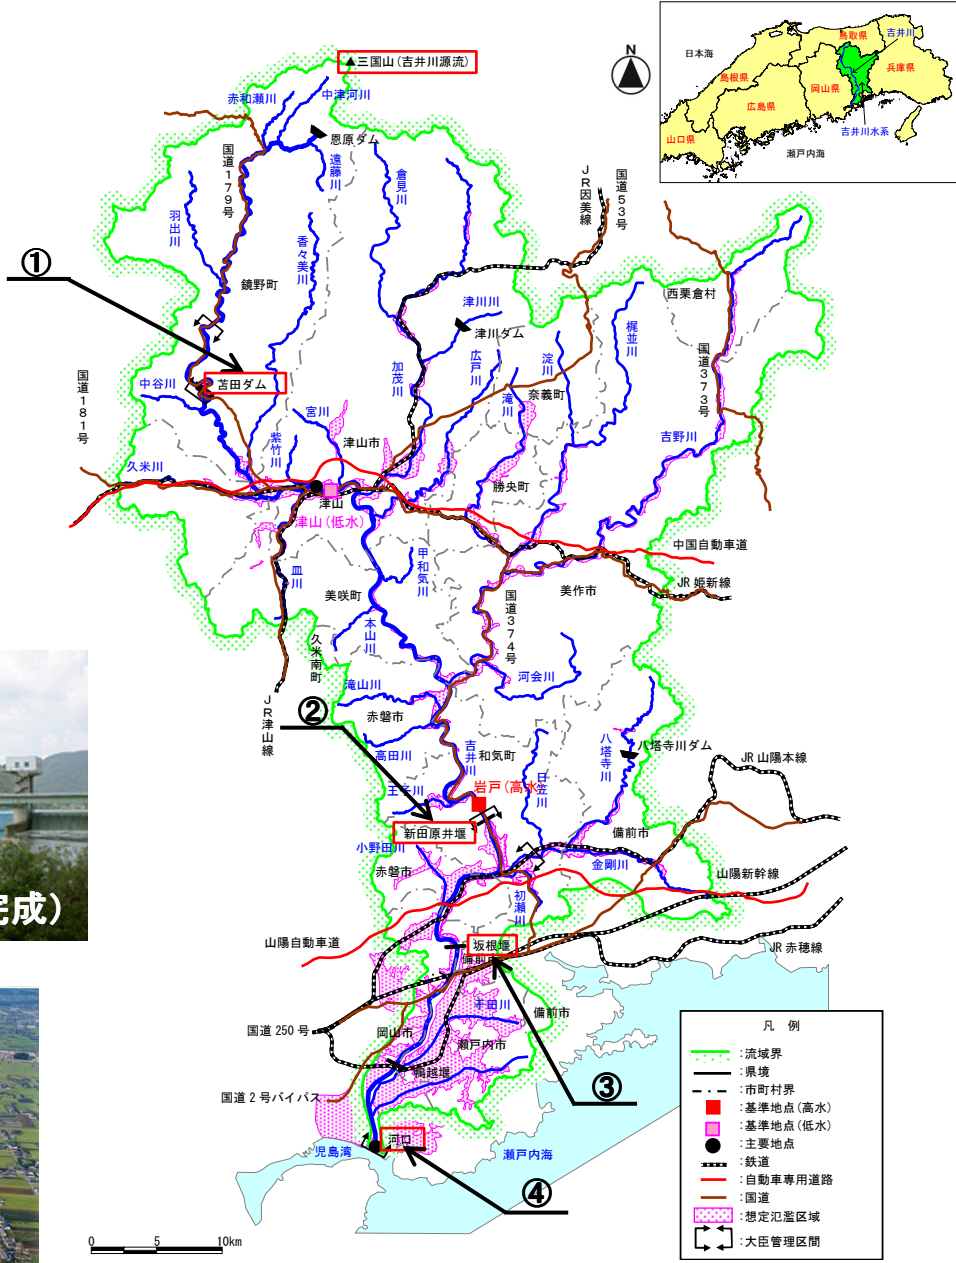 ▲三国山(吉井川源流)
N
日本海
鳥取県
吉井川
島根県
岡山県
兵庫県
広島県
山口県
吉井川水系
瀬戸内海
赤和瀬川
中津河川
恩原ダム
遠藤川
倉見川
国道179号
羽出川
香々美川
鏡野町
JR因美線
国道53号
①
西栗倉村
津川川
津川ダム
梶並川
国道373号
広戸川
淀川
加茂川
滝川
奈義町
苫田ダム
中谷川
国道181号
宮川
紫竹川
津山市
吉野川
久米川
勝央町
津山
津山(低水)
中国自動車道
甲和気川
JR 姫新線
皿川
美咲町
美作市
国道374号
本山川
久米南町
河会川
滝山川
JR津山線
②
赤磐市
吉井川
和気町
八塔寺川
八塔寺川ダム
高田川
日笠川
JR 山陽本線
王子川
岩戸(高水)
新田原井堰
備前市
小野田川
赤磐市
金剛川
山陽新幹線
初瀬川
完成）
山陽自動車道
坂根堰
備前市
JR 赤穂線
千田川
備前市
国道 250 号
岡山市
瀬戸内市
鴨越堰
③
国道 2 号バイパス
河口
児島湾
瀬戸内海
④
凡 例
:流域界
:県境
:市町村界
:基準地点(高水)
:基準地点(低水)
:主要地点
:鉄道
:自動車専用道路
:国道
:想定氾濫区域
:大臣管理区間
0 5 10km